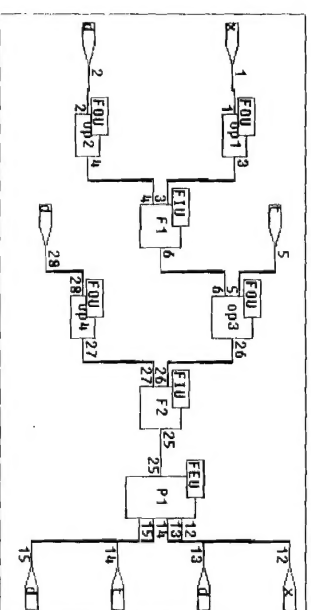 x 1
FOU
1 op1 3
d 2
FOU
2 op2 4
FIU
3
4 F1 6
t 5
FOU
5
6 op3 26
d 28
FOU
28 op4 27
FIU
26
27 F2 25
FEU
25 P1 12
13
14
15
12 x
13 d
14 t
15 d